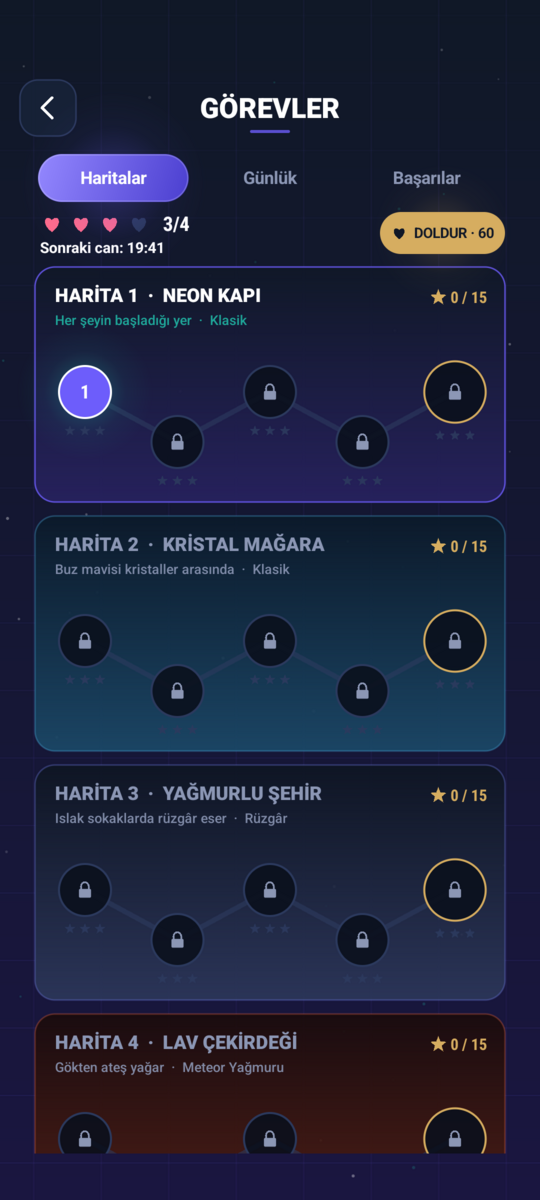 GÖREVLER
Haritalar
Günlük
Başarılar
3/4
Sonraki can: 19:41
DOLDUR · 60
HARİTA 1 · NEON KAPI
0 / 15
Her şeyin başladığı yer · Klasik
1
HARİTA 2 · KRİSTAL MAĞARA
0 / 15
Buz mavisi kristaller arasında · Klasik
HARİTA 3 · YAĞMURLU ŞEHİR
0 / 15
Islak sokaklarda rüzgâr eser · Rüzgâr
HARİTA 4 · LAV ÇEKİRDEĞİ
0 / 15
Gökten ateş yağar · Meteor Yağmuru